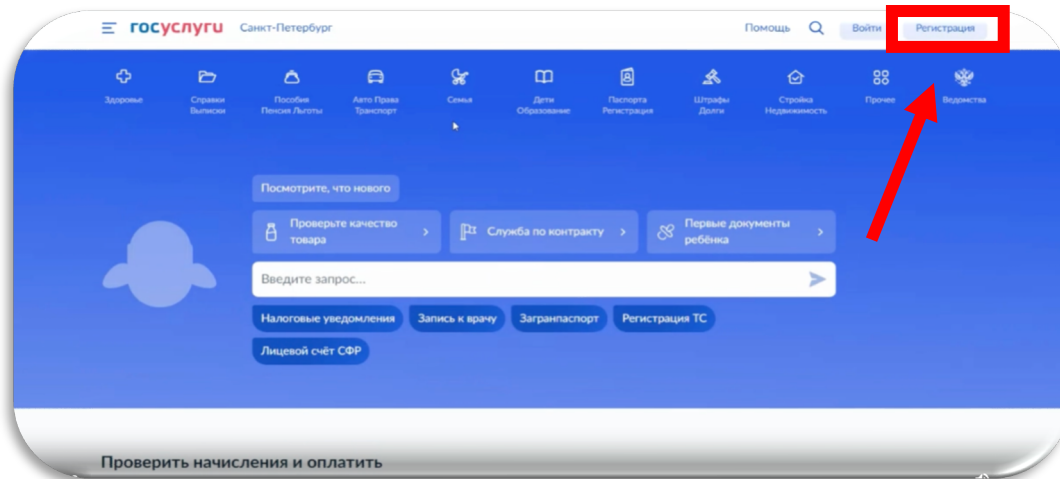 госуслуги Санкт-Петербург Помощь Войти Регистрация
Здоровье
Справки
Выписки
Пособия
Пенсия Льготы
Авто Права
Транспорт
Семья
Дети
Образование
Паспорта
Регистрация
Штрафы
Долги
Стройка
Недвижимость
Прочее
Ведомства
Посмотрите, что нового
Проверьте качество
товара
Служба по контракту
Первые документы
ребёнка
Введите запрос...
Налоговые уведомления Запись к врачу Загранпаспорт Регистрация ТС
Лицевой счёт СФР
Проверить начисления и оплатить